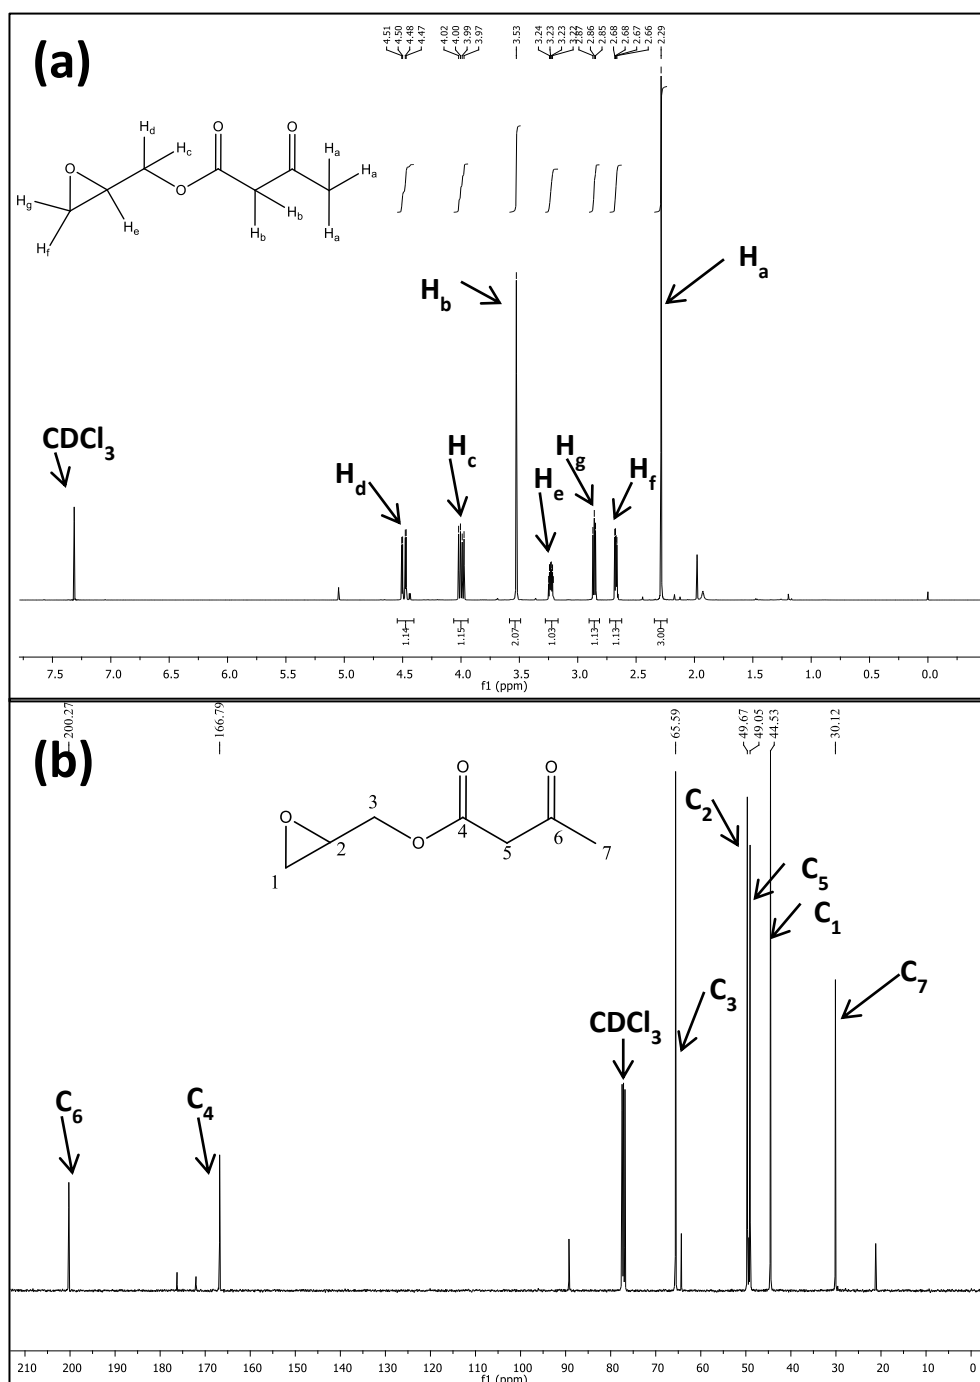 4.51 4.50 4.48 4.47 4.02 4.00 3.99 3.97 3.53 3.24 3.23 3.23 3.22 2.87 2.86 2.85 2.68 2.68 2.67 2.66 2.29
(a)
O O O O
Hd Hc Ha Ha Ha Hb Hb He Hf Hg
Ha
Hb
CDCl3
Hd
Hc
He
Hg
Hf
1.14 1.15 2.07 1.03 1.13 1.13 3.00
7.5 7.0 6.5 6.0 5.5 5.0 4.5 4.0 3.5 3.0 2.5 2.0 1.5 1.0 0.5 0.0
f1 (ppm)
200.27 166.79 65.59 49.67 49.05 44.53 30.12
(b)
O O O O
1 2 3 4 5 6 7
C2
C5
C1
C7
C3
CDCl3
C6
C4
210 200 190 180 170 160 150 140 130 120 110 100 90 80 70 60 50 40 30 20 10 0
f1 (ppm)